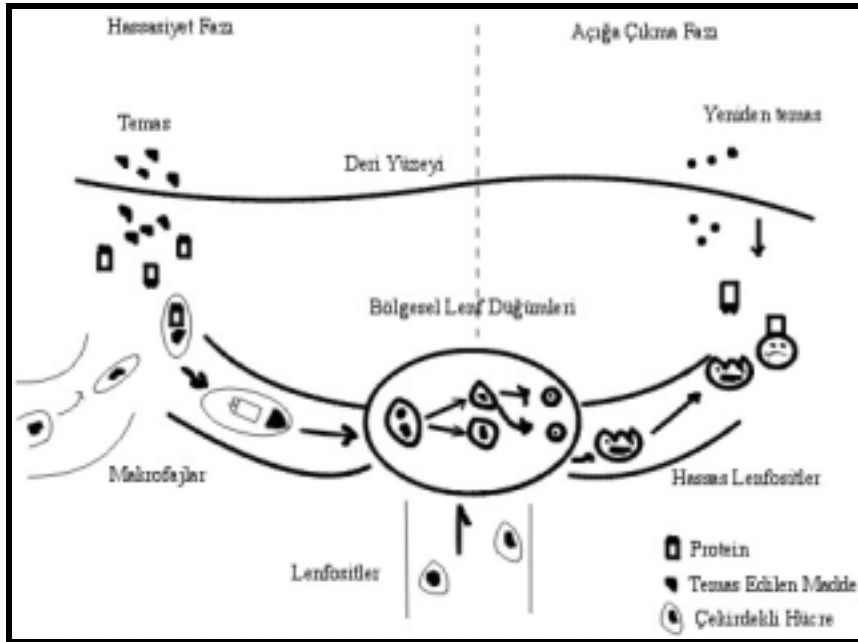 Hassasiyet Fazı
Açığa Çıkma Fazı
Temas
Yeniden temas
Deri Yüzeyi
Bölgesel Lenf Düğümleri
Makrofajlar
Hassas Lenfositler
Lenfositler
Protein
Temas Edilen Madde
Çekirdekli Hücre